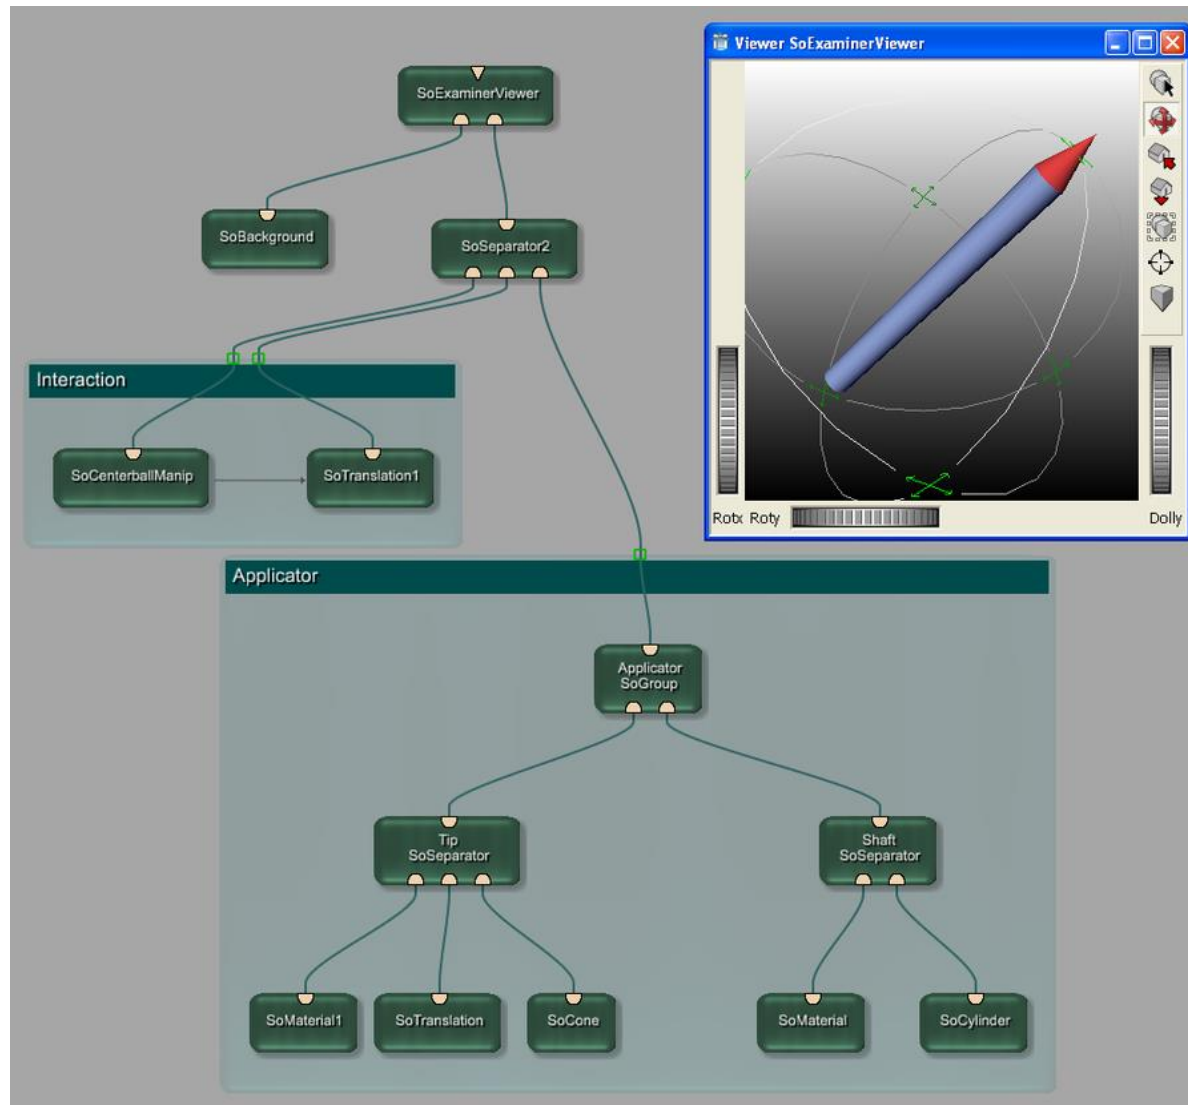 Viewer SoExaminerViewer
SoExaminerViewer
SoBackground
SoSeparator2
Interaction
SoCenterballManip
SoTranslation1
Rotx Roty
Dolly
Applicator
Applicator
SoGroup
Tip
SoSeparator
Shaft
SoSeparator
SoMaterial1
SoTranslation
SoCone
SoMaterial
SoCylinder